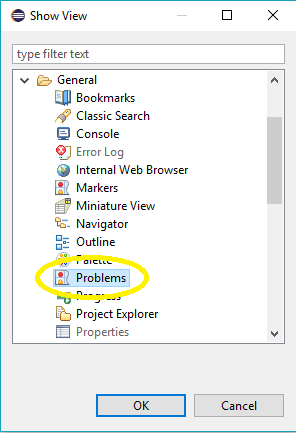 Show View
type filter text
General
Bookmarks
Classic Search
Console
Error Log
Internal Web Browser
Markers
Miniature View
Navigator
Outline
Palette
Problems
Progress
Project Explorer
Properties
OK
Cancel